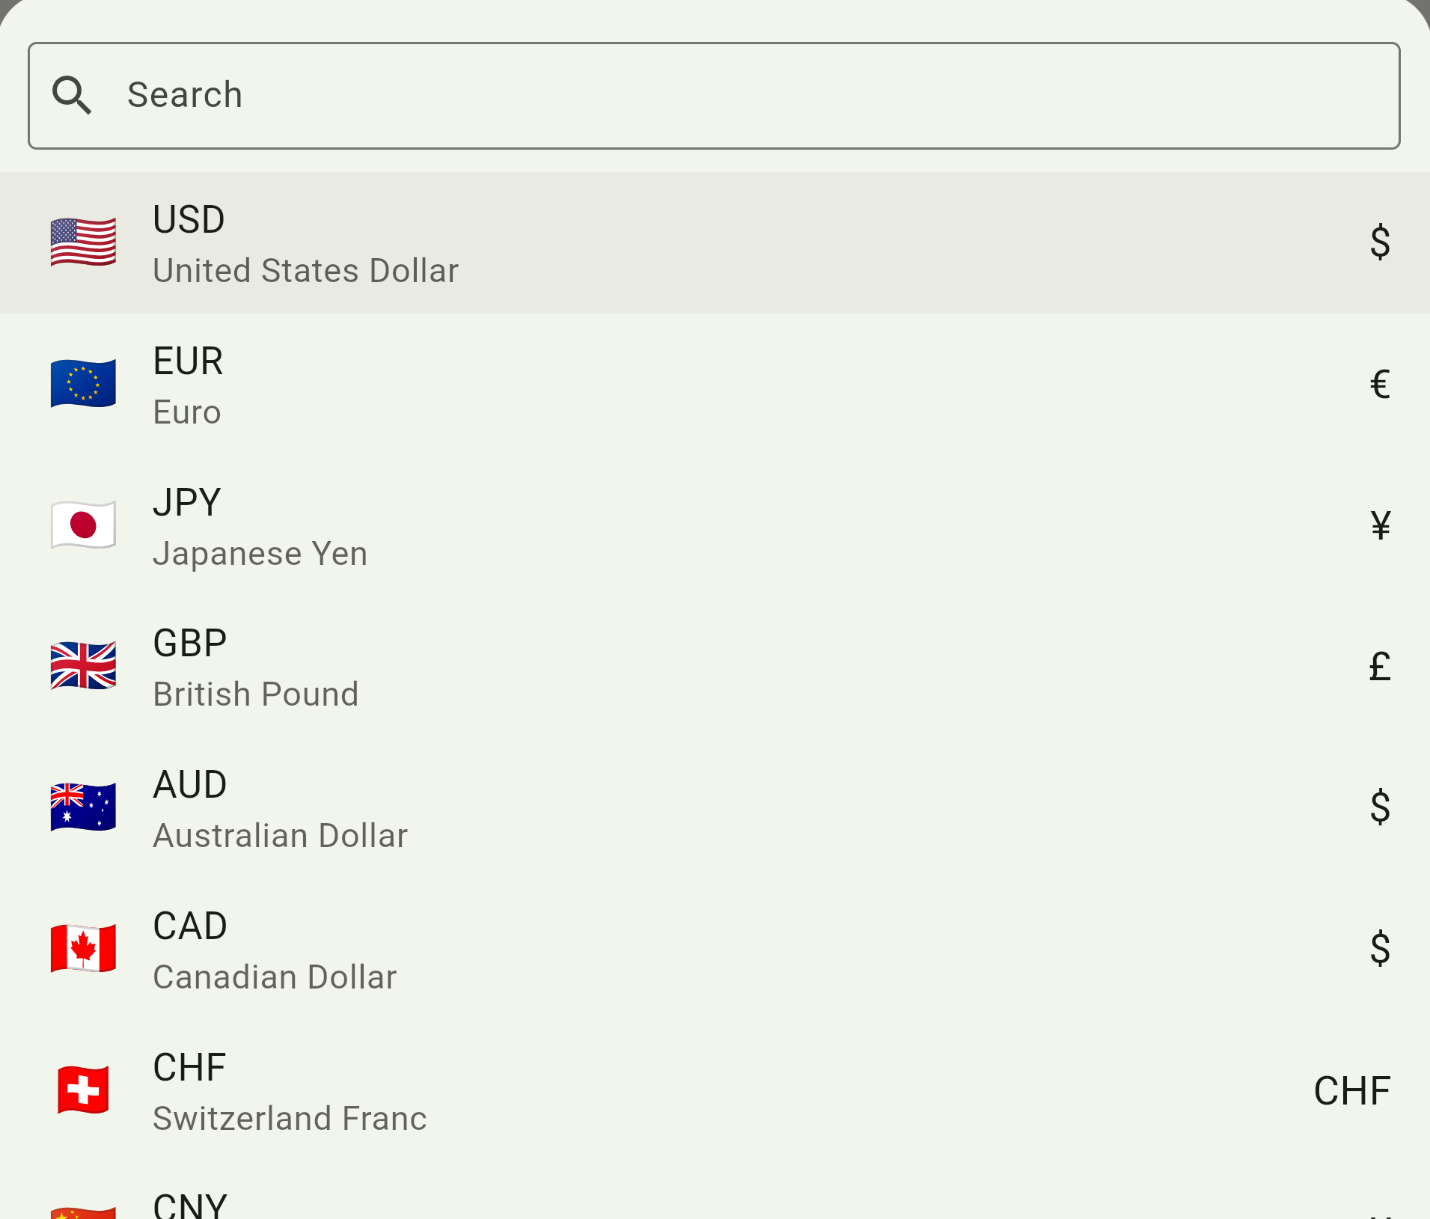 Search
USD
United States Dollar
$
EUR
Euro
€
JPY
Japanese Yen
¥
GBP
British Pound
£
AUD
Australian Dollar
$
CAD
Canadian Dollar
$
CHF
Switzerland Franc
CHF
CNY